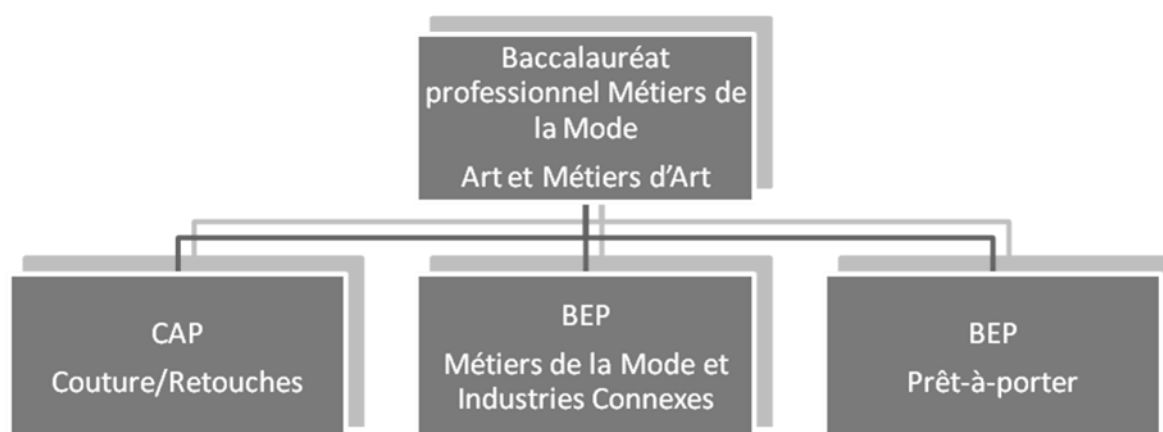 Baccalauréat
professionnel Métiers de
la Mode
Art et Métiers d'Art
CAP
Couture/Retouches
BEP
Métiers de la Mode et
Industries Connexes
BEP
Prêt-à-porter